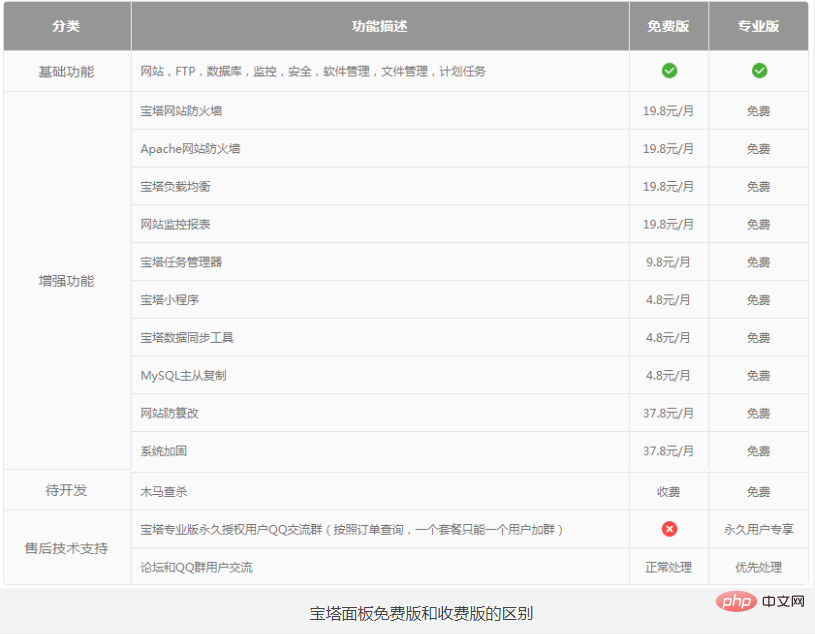 分类 功能描述 免费版 专业版
基础功能 网站，FTP，数据库，监控，安全，软件管理，文件管理，计划任务
增强功能
宝塔网站防火墙 19.8元/月 免费
Apache网站防火墙 19.8元/月 免费
宝塔负载均衡 19.8元/月 免费
网站监控报表 19.8元/月 免费
宝塔任务管理器 9.8元/月 免费
宝塔小程序 4.8元/月 免费
宝塔数据同步工具 4.8元/月 免费
MySQL主从复制 4.8元/月 免费
网站防篡改 37.8元/月 免费
系统加固 37.8元/月 免费
待开发 木马查杀 收费 免费
售后技术支持
宝塔专业版永久授权用户QQ交流群（按照订单查询，一个套餐只能一个用户加群） 永久用户专享
论坛和QQ群用户交流 正常处理 优先处理
宝塔面板免费版和收费版的区别
php 中文网